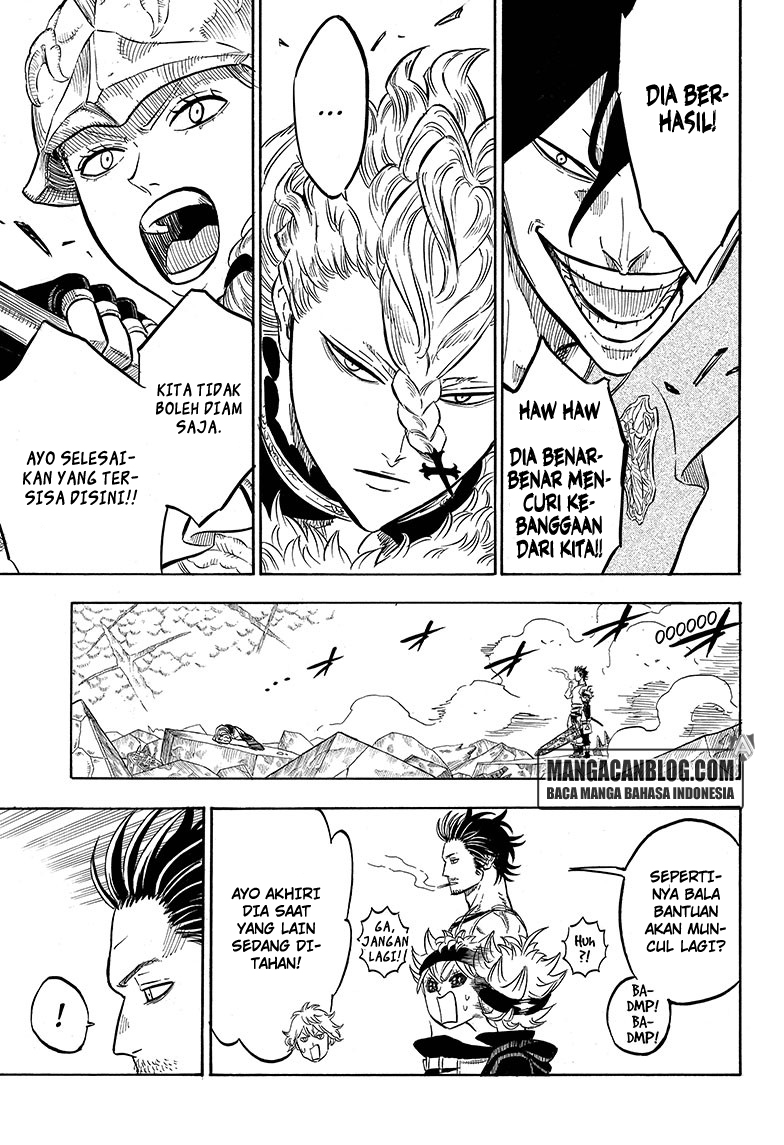 DIA BER-
HASIL!
HAW HAW
DIA BENAR-
BENAR MEN-
CURI KE-
BANGGAAN
DARI KITA!!
...
KITA TIDAK
BOLEH DIAM
SAJA.
AYO SELESAI-
KAN YANG TER-
SISA DISINI!!
OOOOOO
...
MANGACANBLOG.COM
BACA MANGA BAHASA INDONESIA
SEPERTI-
NYA BALA
BANTUAN
AKAN MUN-
CUL LAGI?
BA-
DMP!
BA-
DMP!
Huh
?!
GA,
JANGAN
LAGI!
AYO AKHIRI
DIA SAAT
YANG LAIN
SEDANG DI-
TAHAN!
!